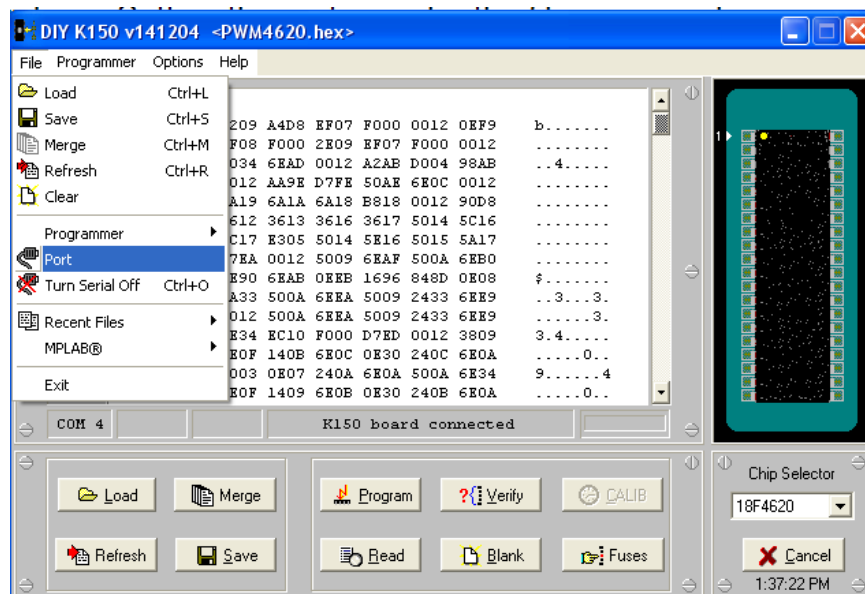 DIY K150 v141204 <PWM4620.hex>
File Programmer Options Help
Load Ctrl+L
Save Ctrl+S
Merge Ctrl+M
Refresh Ctrl+R
Clear
Programmer
Port
Turn Serial Off Ctrl+O
Recent Files
MPLAB®
Exit
209 A4D8 EF07 F000 0012 0EF9 b.......
F08 F000 2E09 EF07 F000 0012 ........
034 6EAD 0012 A2AB D004 98AB ..4.....
012 AA9E D7FE 50AE 6E0C 0012 ........
A19 6A1A 6A18 B818 0012 90D8 ........
612 3613 3616 3617 5014 5C16 ........
C17 E305 5014 5E16 5015 5A17 ........
7EA 0012 5009 6EAF 500A 6EB0 ........
E90 6EAB 0EEB 1696 848D 0E08 $.......
A33 500A 6EEA 5009 2433 6EE9 ..3...3.
012 500A 6EEA 5009 2433 6EE9 ......3.
E34 EC10 F000 D7ED 0012 3809 3.4.....
E0F 140B 6E0C 0E30 240C 6E0A .....0..
003 0E07 240A 6E0A 500A 6E34 9......4
E0F 1409 6E0B 0E30 240B 6E0A .....0..
COM 4 K150 board connected
1
Load Merge Program Verify CALIB
Refresh Save Read Blank Fuses
Chip Selector
18F4620
Cancel
1:37:22 PM